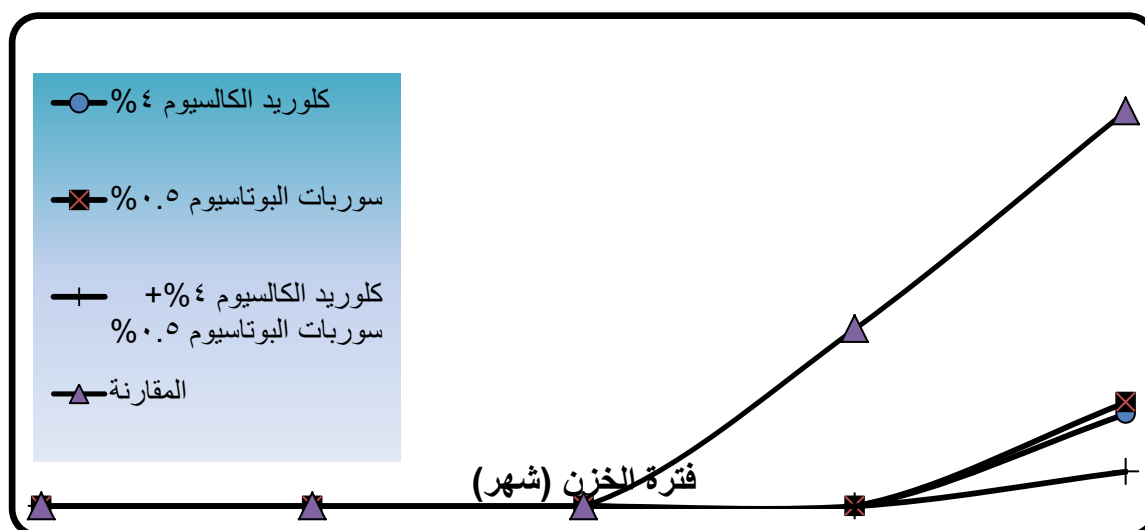 كلوريد الكالسيوم ٤%
سوربات البوتاسيوم ٠.٥%
كلوريد الكالسيوم ٤%+
سوربات البوتاسيوم ٠.٥%
المقارنة
فترة الخزن (شهر)